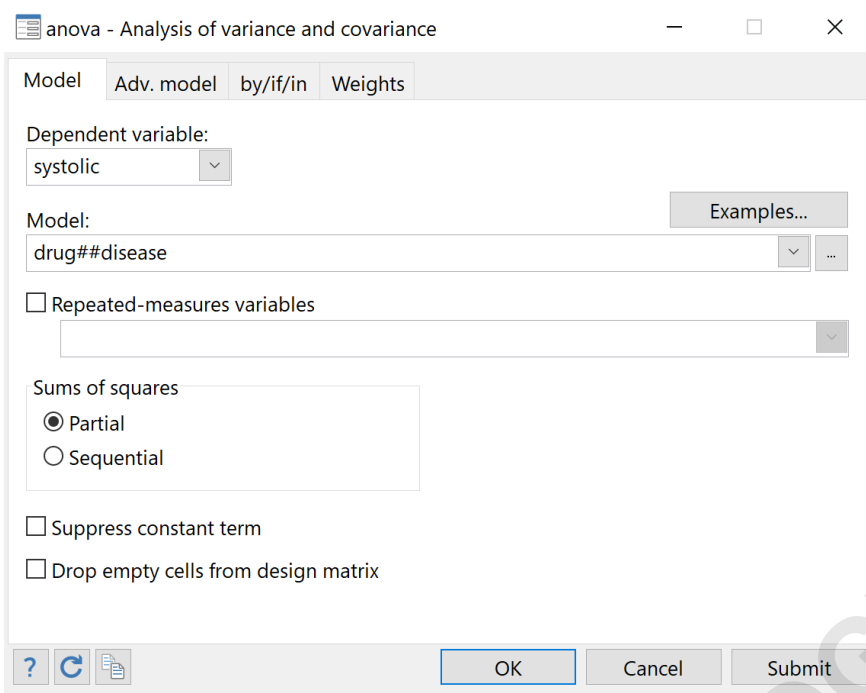 anova - Analysis of variance and covariance
Model Adv. model by/if/in Weights
Dependent variable:
systolic
Examples...
Model:
drug##disease
...
Repeated-measures variables
Sums of squares
Partial
Sequential
Suppress constant term
Drop empty cells from design matrix
? OK Cancel Submit